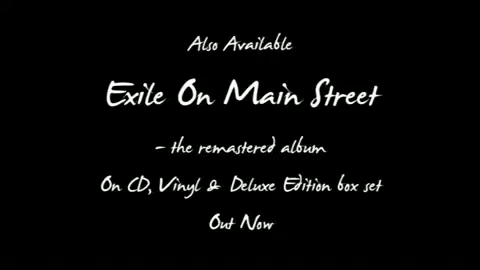 Also Available
Exile On Main Street
- the remastered album
On CD, Vinyl & Deluxe Edition box set
Out Now